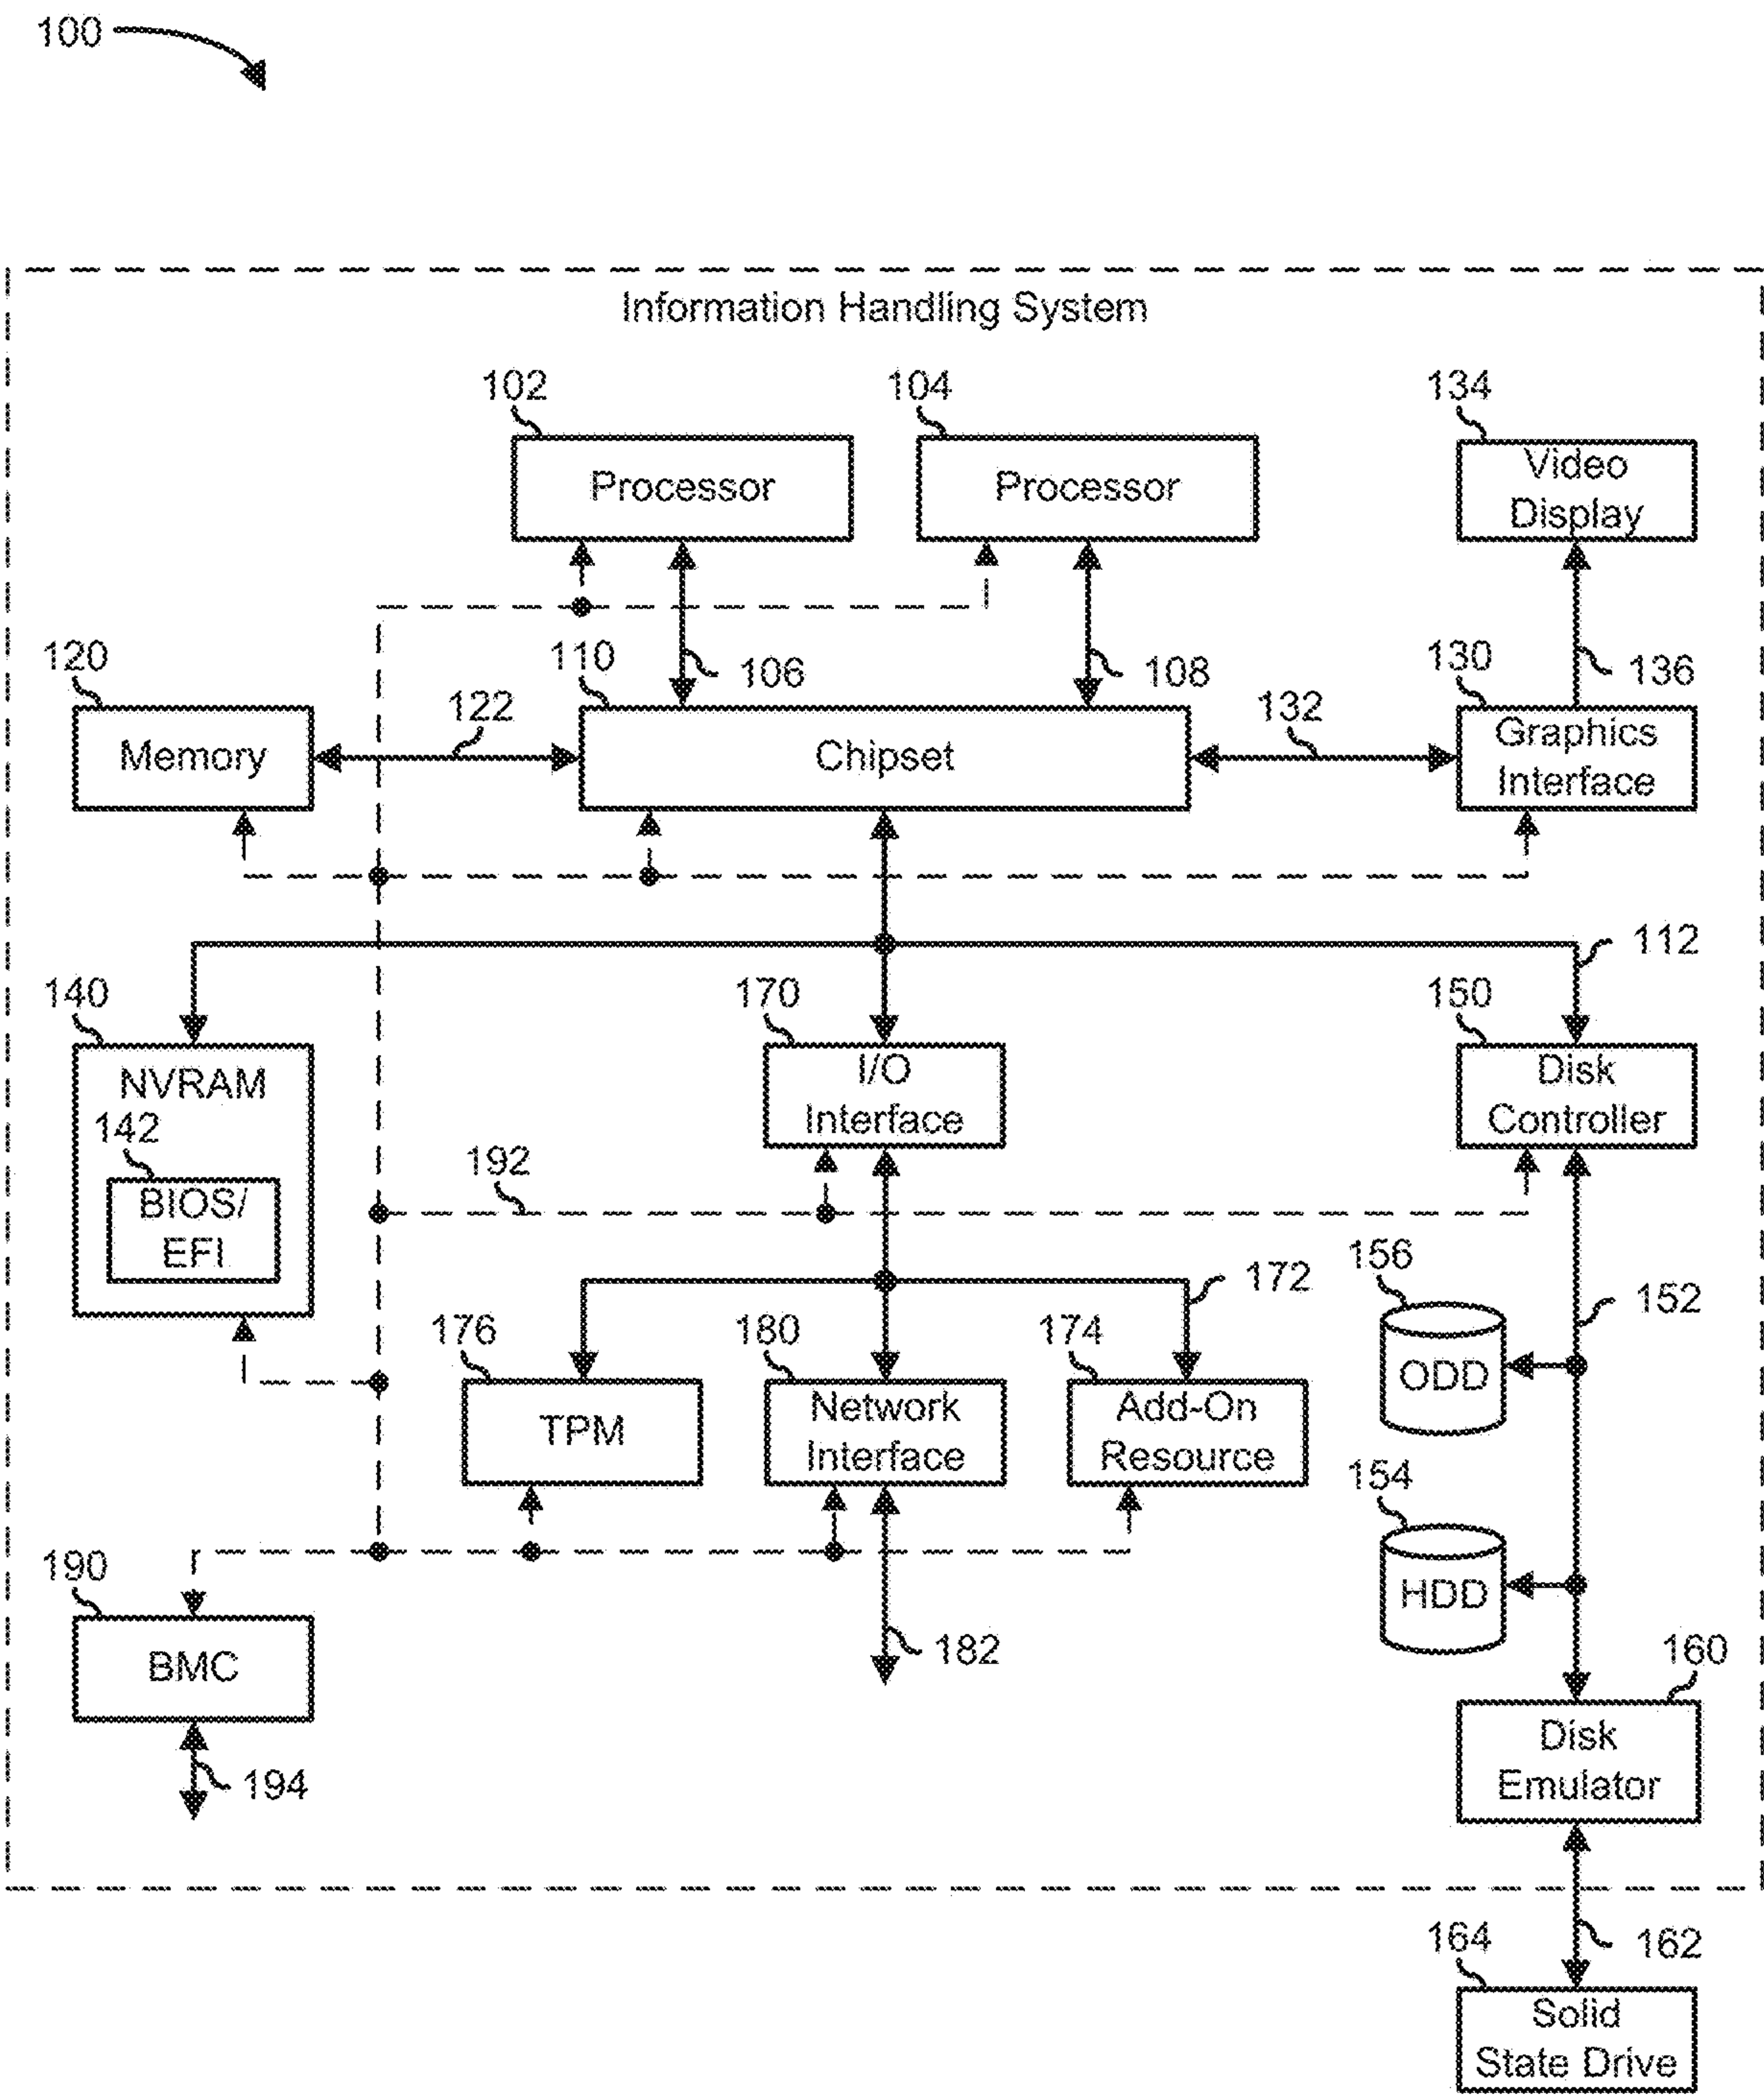 100
Information Handling System
102
104
134
Processor
Processor
Video
Display
120
110
106
108
130
136
122
132
Memory
Chipset
Graphics
Interface
112
140
170
150
NVRAM
I/O
Interface
Disk
Controller
142
BIOS/
EFI
192
156
172
152
176
180
174
ODD
TPM
Network
Interface
Add-On
Resource
154
190
HDD
BMC
182
160
194
Disk
Emulator
164
162
Solid
State Drive